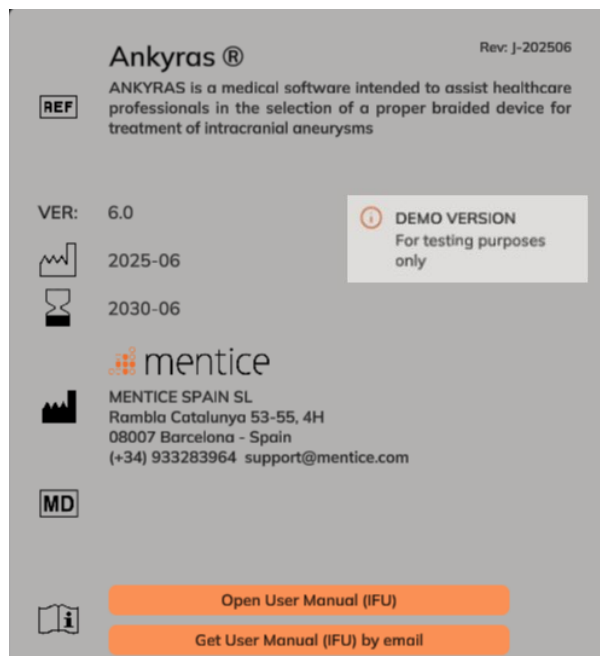 Ankyras ®
Rev: J-202506
REF
ANKYRAS is a medical software intended to assist healthcare
professionals in the selection of a proper braided device for
treatment of intracranial aneurysms
VER: 6.0
DEMO VERSION
For testing purposes
only
2025-06
2030-06
mentice
MENTICE SPAIN SL
Rambla Catalunya 53-55, 4H
08007 Barcelona - Spain
(+34) 933283964 support@mentice.com
MD
Open User Manual (IFU)
Get User Manual (IFU) by email